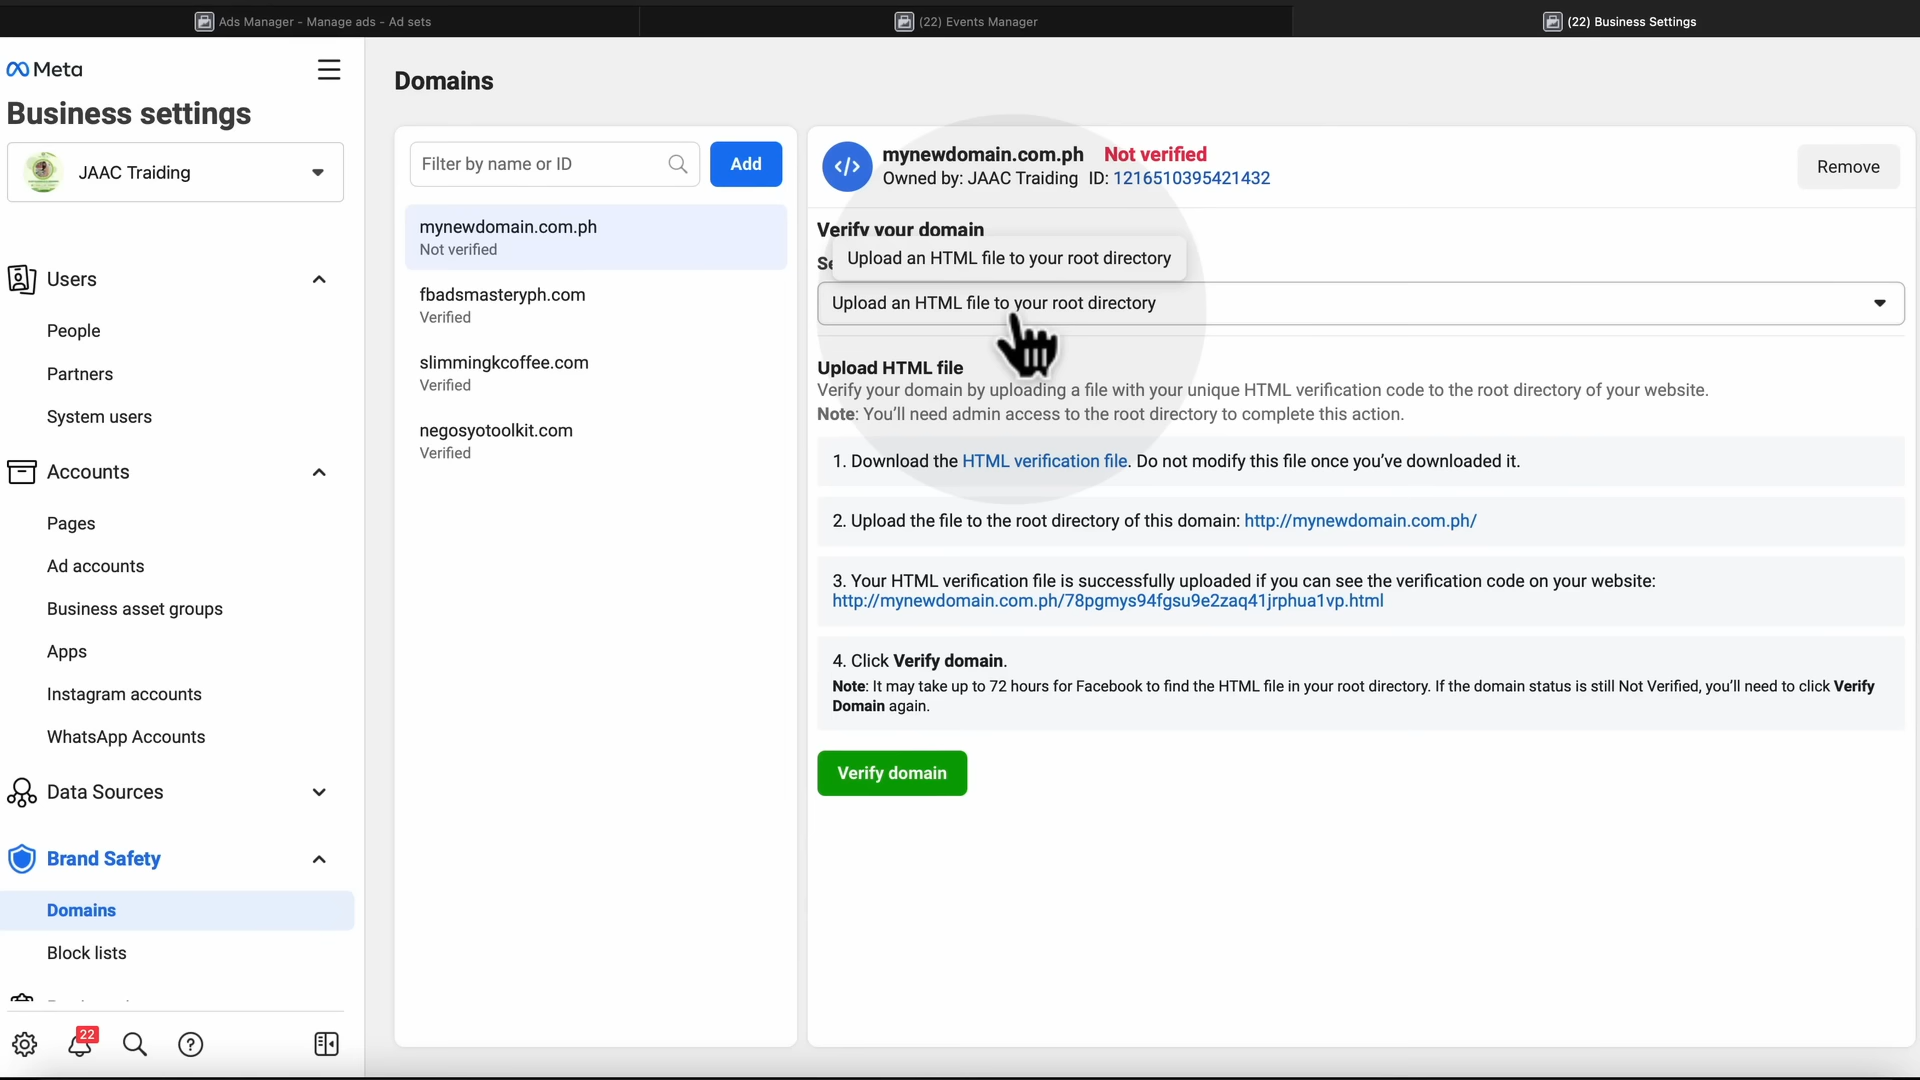 Ads Manager - Manage ads - Ad sets
(22) Events Manager
(22) Business Settings
Meta
Business settings
JAAC Traiding
Users
People
Partners
System users
Accounts
Pages
Ad accounts
Business asset groups
Apps
Instagram accounts
WhatsApp Accounts
Data Sources
Brand Safety
Domains
Block lists
22
Domains
Filter by name or ID
Add
mynewdomain.com.ph
Not verified
fbadsmasteryph.com
Verified
slimmingkcoffee.com
Verified
negosyotoolkit.com
Verified
mynewdomain.com.ph Not verified
Owned by: JAAC Traiding ID: 1216510395421432
Remove
Verify your domain
Upload an HTML file to your root directory
Upload an HTML file to your root directory
Upload HTML file
Verify your domain by uploading a file with your unique HTML verification code to the root directory of your website.
Note: You'll need admin access to the root directory to complete this action.
1. Download the HTML verification file. Do not modify this file once you've downloaded it.
2. Upload the file to the root directory of this domain: http://mynewdomain.com.ph/
3. Your HTML verification file is successfully uploaded if you can see the verification code on your website:
http://mynewdomain.com.ph/78pgmys94fgsu9e2zaq41jrphua1vp.html
4. Click Verify domain.
Note: It may take up to 72 hours for Facebook to find the HTML file in your root directory. If the domain status is still Not Verified, you'll need to click Verify
Domain again.
Verify domain